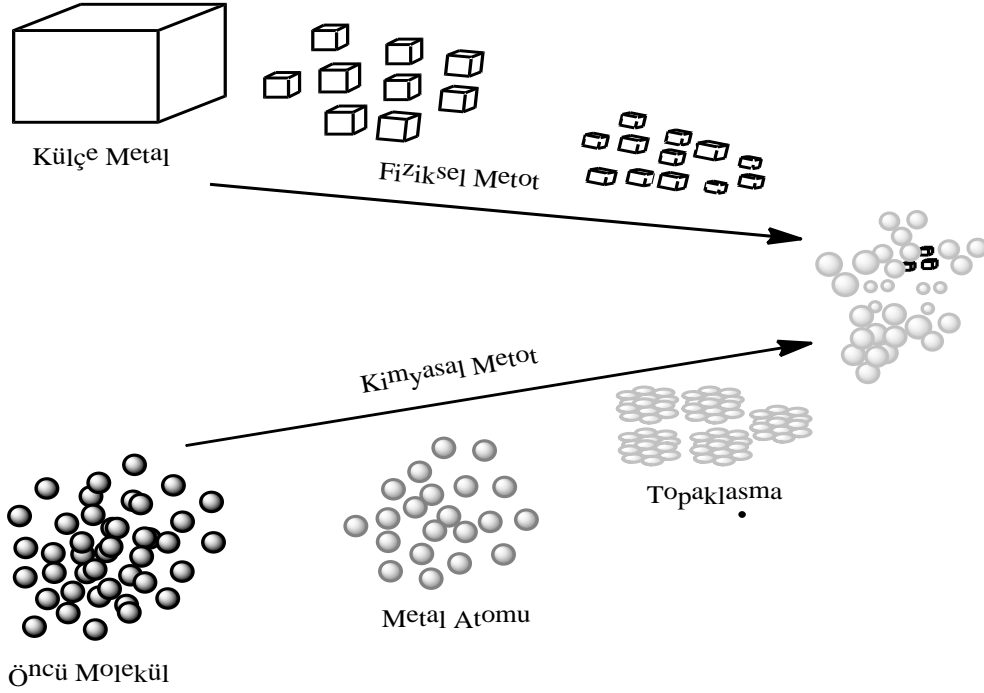 Külçe Metal
Fiziksel Metot
Kimyasal Metot
Topaklasma
Metal Atomu
Öncü Molekül